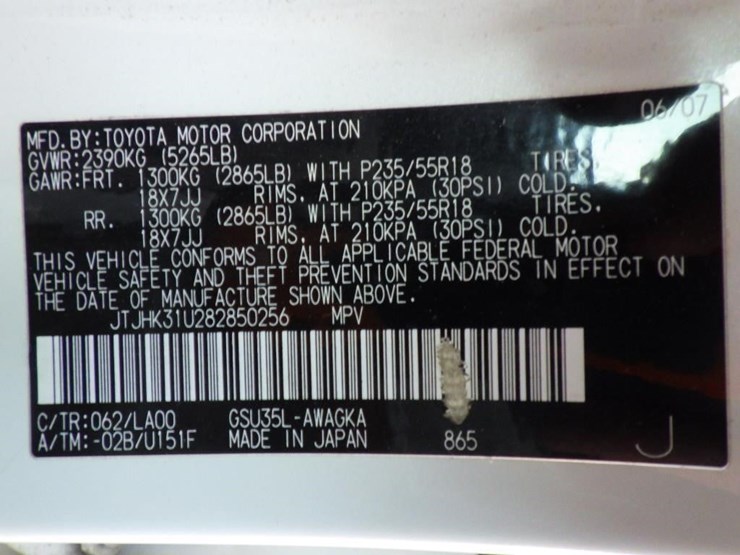 06/07
MFD. BY:TOYOTA MOTOR CORPORATION
GVWR:2390KG (5265LB)
GAWR:FRT. 1300KG (2865LB) WITH P235/55R18 TIRES
18X7JJ RIMS, AT 210KPA (30PSI) COLD.
RR. 1300KG (2865LB) WITH P235/55R18 TIRES,
18X7JJ RIMS, AT 210KPA (30PSI) COLD.
THIS VEHICLE CONFORMS TO ALL APPLICABLE FEDERAL MOTOR
VEHICLE SAFETY AND THEFT PREVENTION STANDARDS IN EFFECT ON
THE DATE OF MANUFACTURE SHOWN ABOVE.
JTJHK31U282850256 MPV
C/TR:062/LA00 GSU35L-AWAGKA
A/TM:-02B/U151F MADE IN JAPAN 865 J